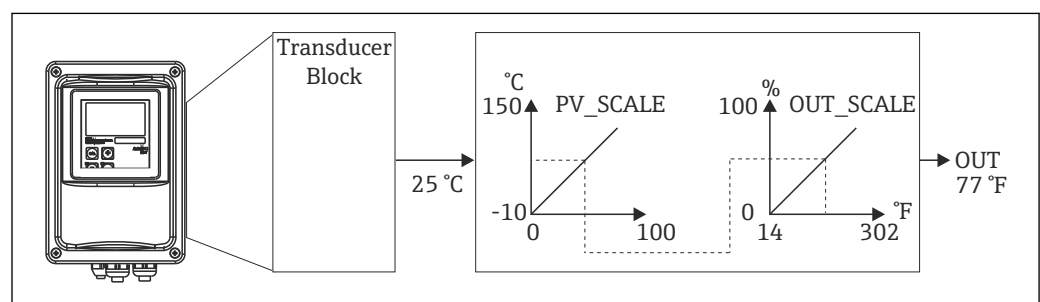 Transducer
Block
25 °C
°C
150
PV_SCALE
-10
0
100
%
100
OUT_SCALE
0
°F
14
302
OUT
77 °F